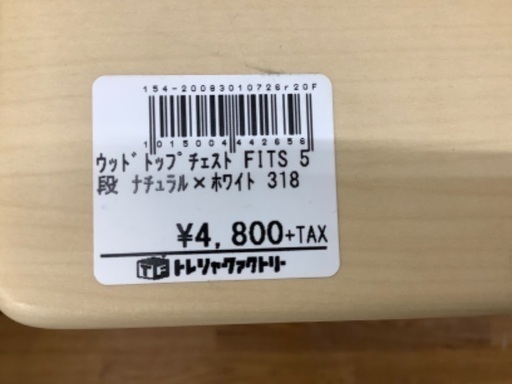 154-20083010726r20F
1015004442656
ｳｯﾄﾞﾄｯﾌﾟﾁｪｽﾄ FITS 5
段 ﾅﾁｭﾗﾙ×ﾎﾜｲﾄ 318
¥4,800+TAX
TF トレジャーファクトリー